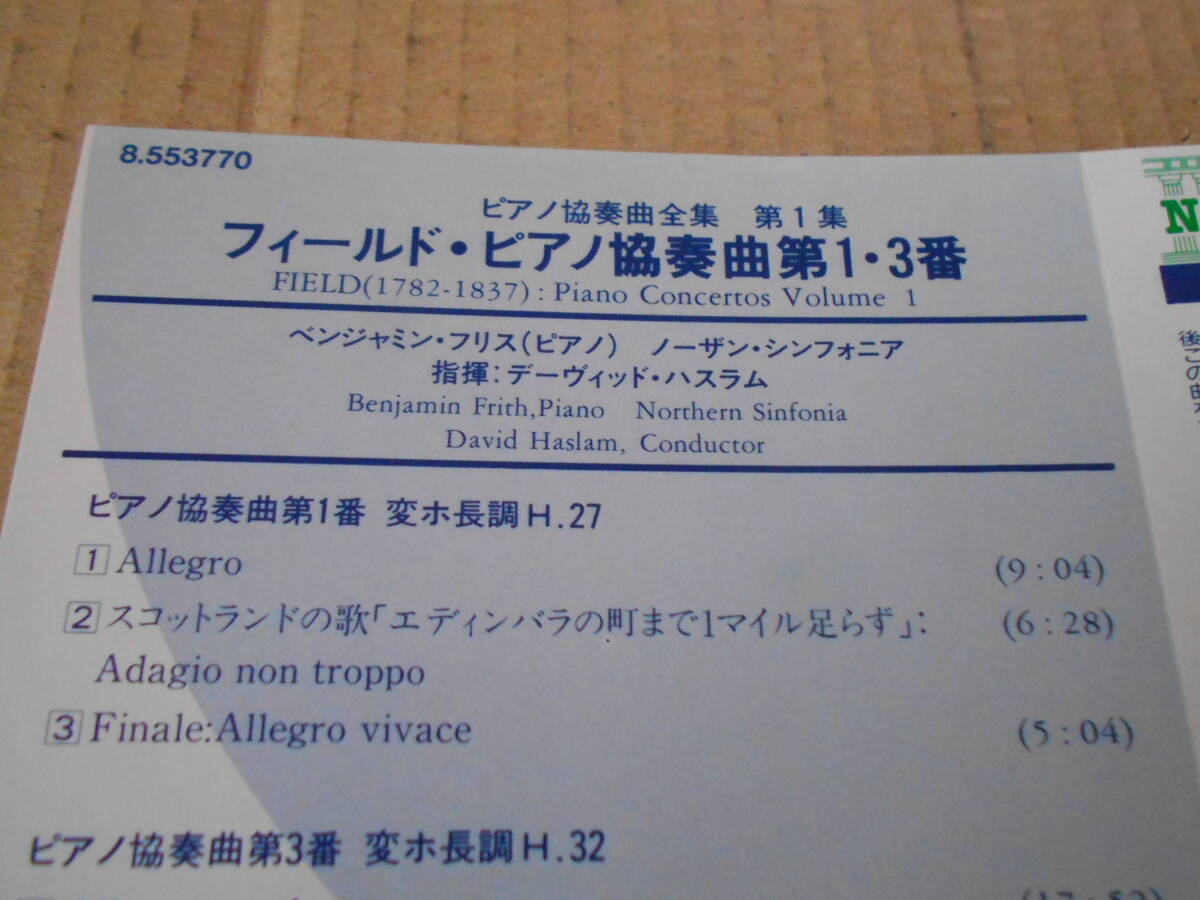 8.553770
ピアノ協奏曲全集 第1集
フィールド・ピアノ協奏曲第1・3番
FIELD(1782-1837) : Piano Concertos Volume 1
ベンジャミン・フリス(ピアノ) ノーザン・シンフォニア
指揮:デーヴィッド・ハスラム
Benjamin Frith,Piano Northern Sinfonia
David Haslam, Conductor
ピアノ協奏曲第1番 変ホ長調H.27
1 Allegro (9:04)
2 スコットランドの歌「エディンバラの町まで1マイル足らず」: (6:28)
Adagio non troppo
3 Finale:Allegro vivace (5:04)
ピアノ協奏曲第3番 変ホ長調H.32
N
後
この